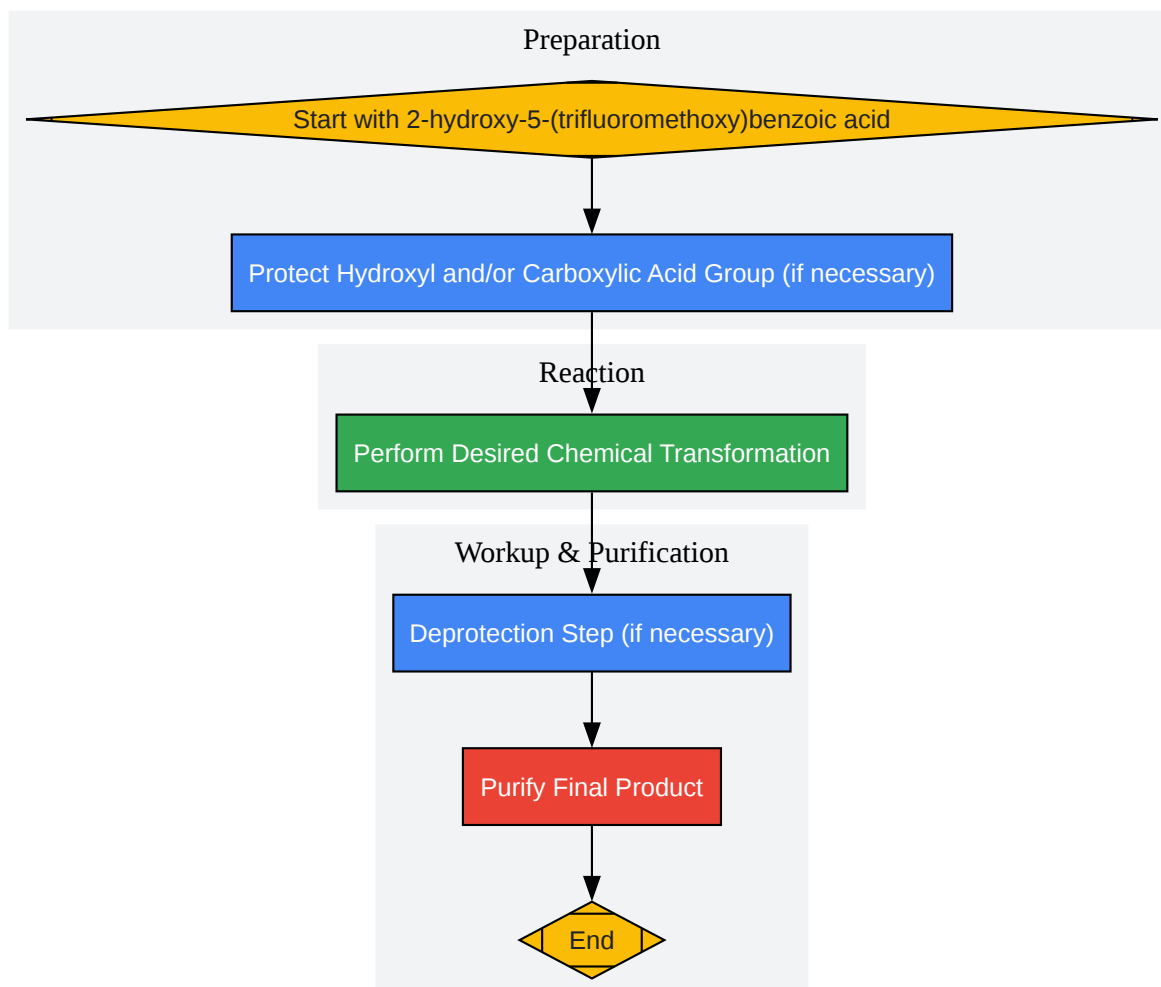 Preparation
Start with 2-hydroxy-5-(trifluoromethoxy)benzoic acid
Protect Hydroxyl and/or Carboxylic Acid Group (if necessary)
Reaction
Perform Desired Chemical Transformation
Workup & Purification
Deprotection Step (if necessary)
Purify Final Product
End